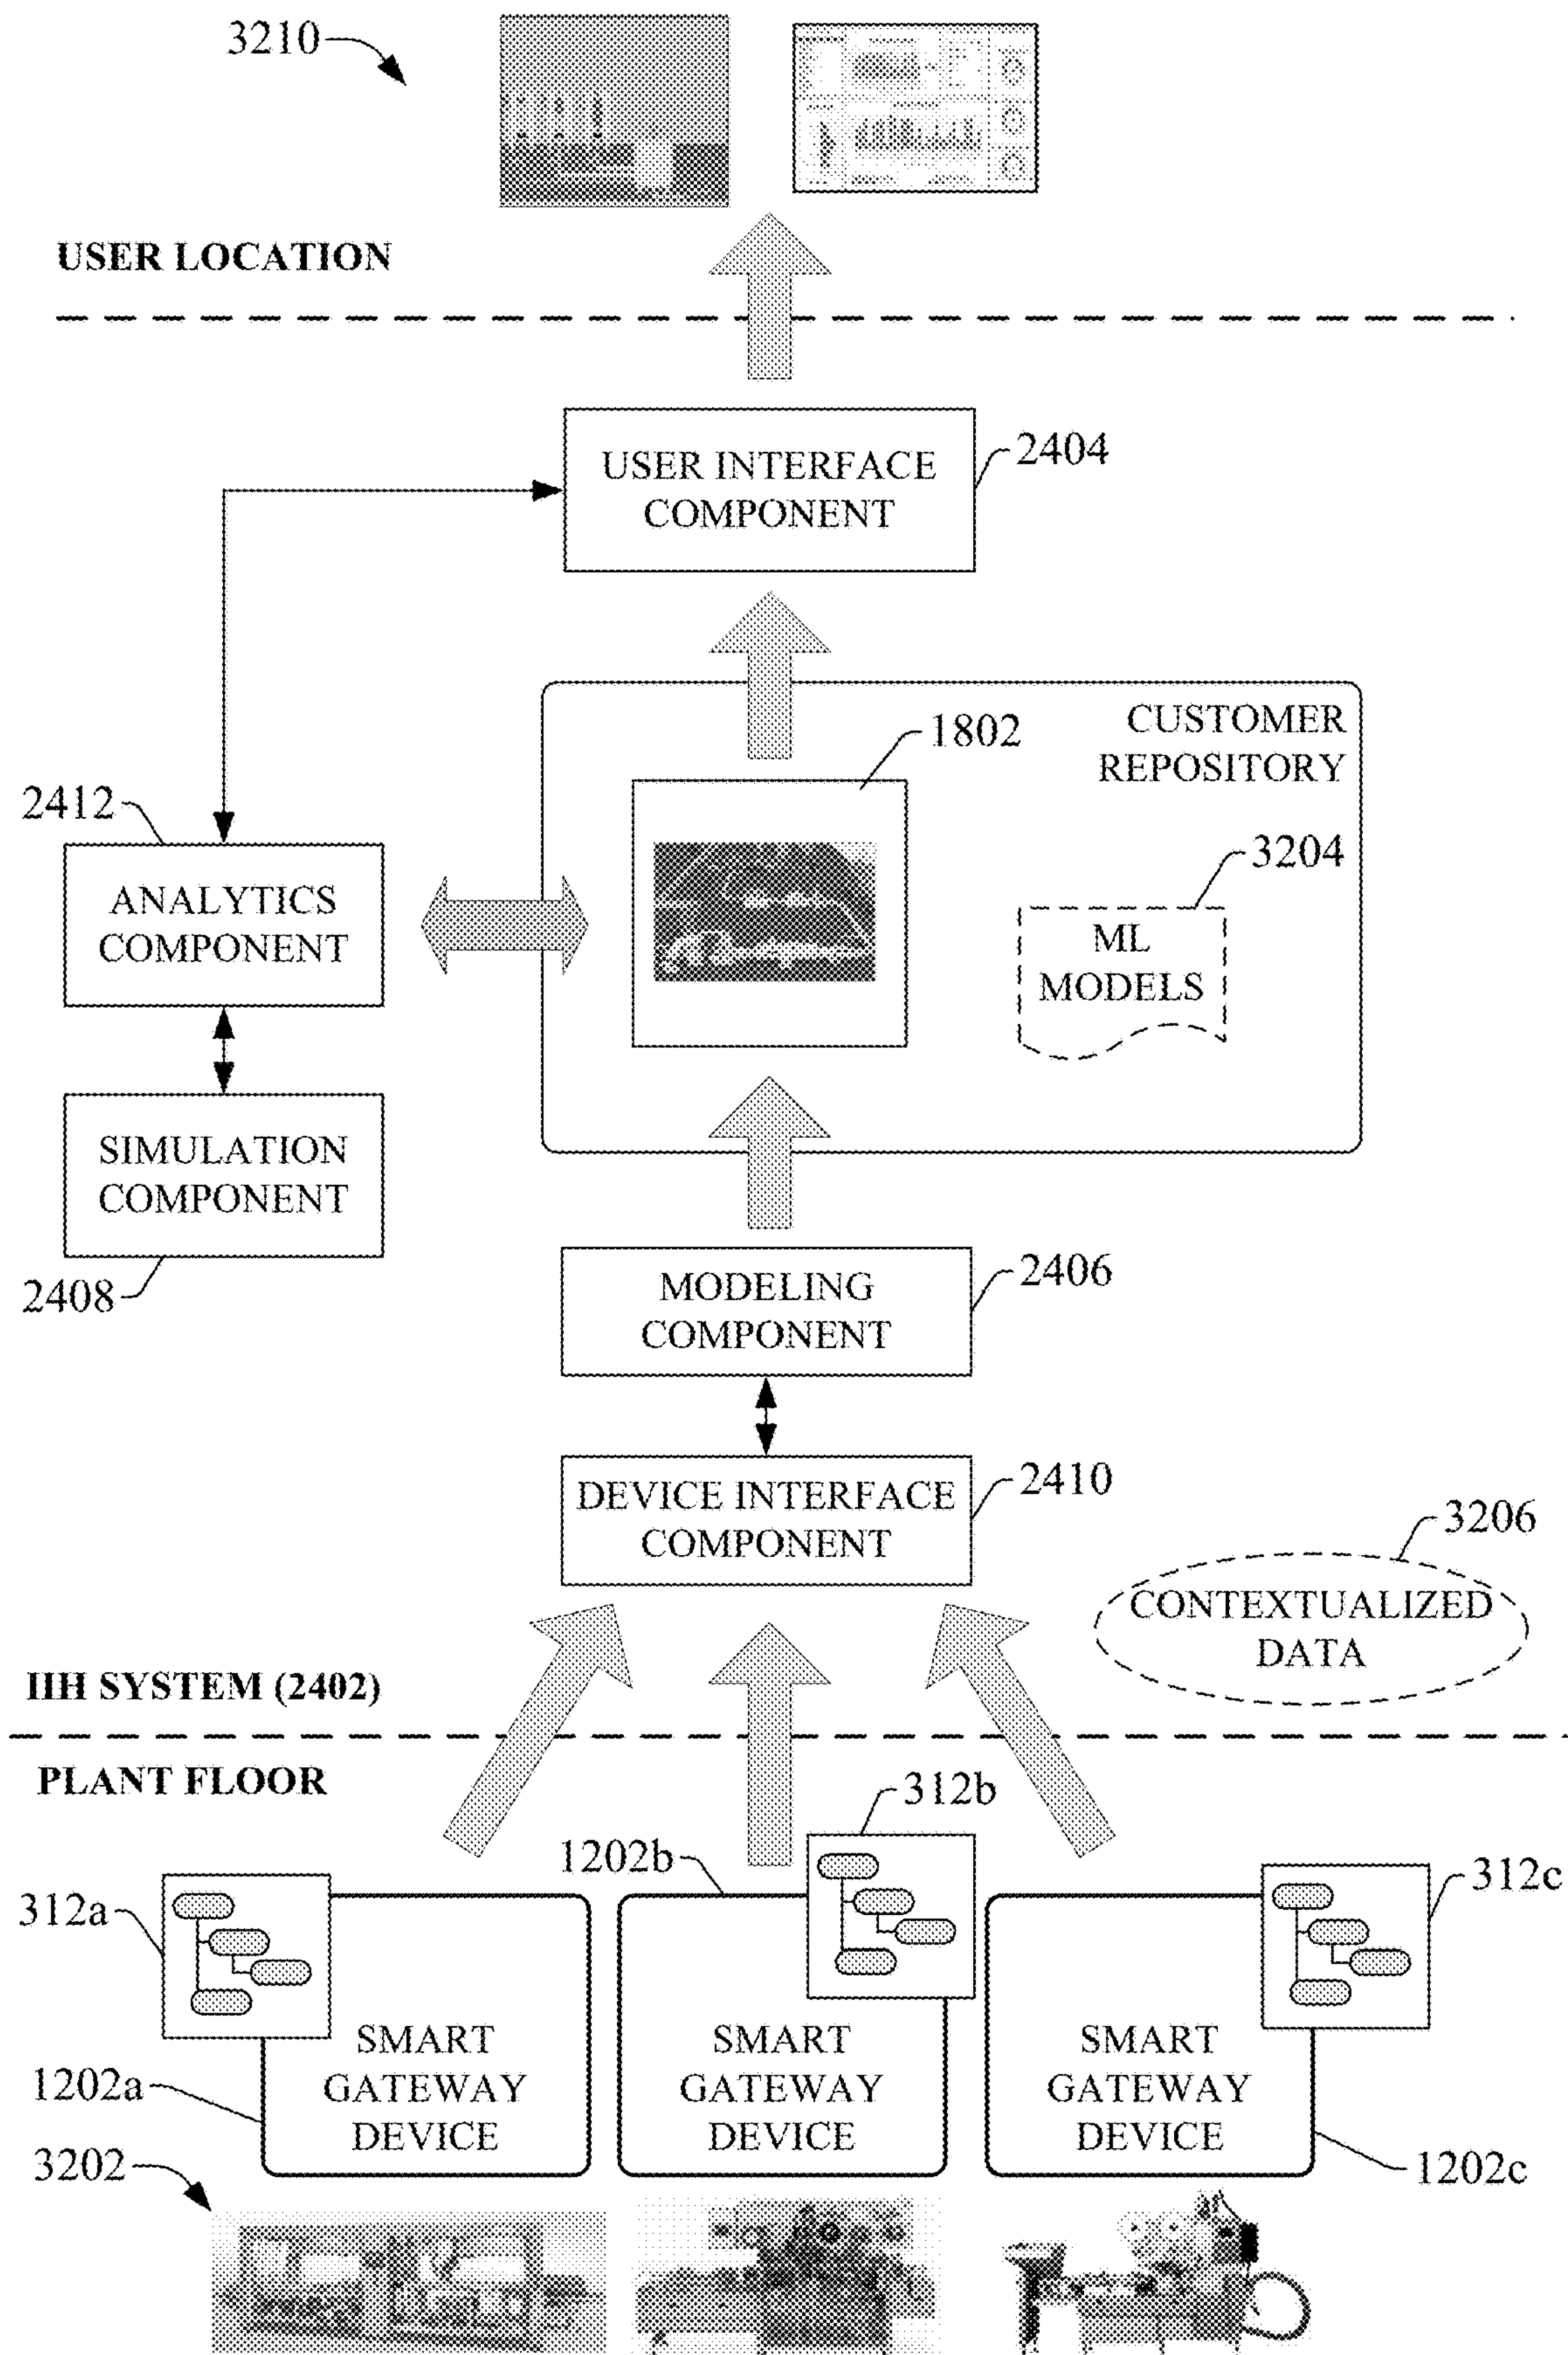 3210
USER LOCATION
USER INTERFACE
COMPONENT
2404
CUSTOMER
REPOSITORY
1802
2412
ANALYTICS
COMPONENT
3204
ML
MODELS
SIMULATION
COMPONENT
2408
MODELING
COMPONENT
2406
DEVICE INTERFACE
COMPONENT
2410
3206
CONTEXTUALIZED
DATA
IIH SYSTEM (2402)
PLANT FLOOR
312b
1202b
312a
312c
SMART
GATEWAY
DEVICE
SMART
GATEWAY
DEVICE
SMART
GATEWAY
DEVICE
1202a
3202
1202c